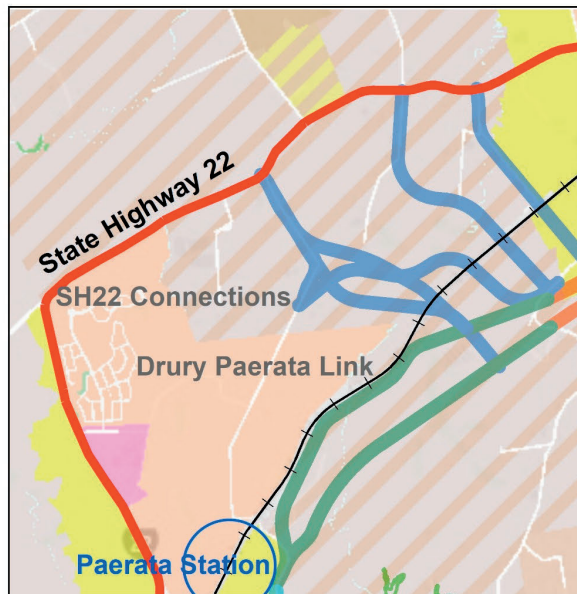 State Highway 22
SH22 Connections
Drury Paerata Link
Paerata Station